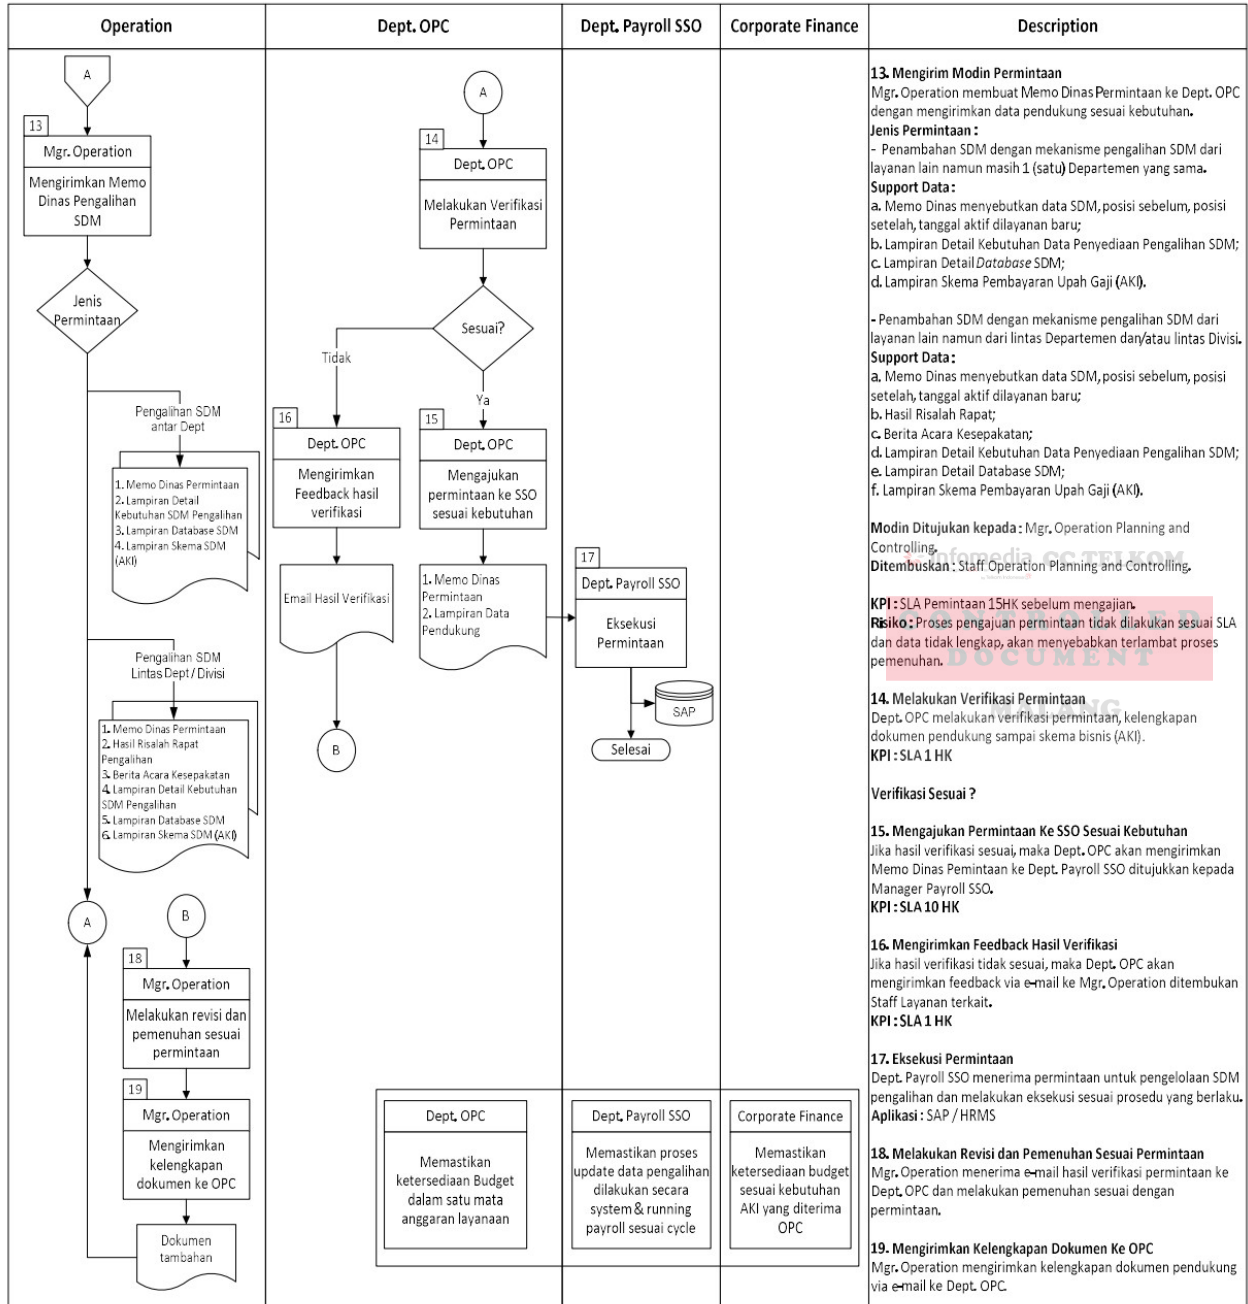 Operation
Dept. OPC
Dept. Payroll SSO
Corporate Finance
Description
A
13
Mgr. Operation
Mengirimkan Memo
Dinas Pengalihan
SDM
Jenis
Permintaan
Pengalihan SDM
antar Dept
1. Memo Dinas Permintaan
2. Lampiran Detail
Kebutuhan SDM Pengalihan
3. Lampiran Database SDM
4. Lampiran Skema SDM
(AKI)
Pengalihan SDM
Lintas Dept / Divisi
1. Memo Dinas Permintaan
2. Hasil Risalah Rapat
Pengalihan
3. Berita Acara Kesepakatan
4. Lampiran Detail Kebutuhan
SDM Pengalihan
5. Lampiran Database SDM
6. Lampiran Skema SDM (AKI)
A
B
18
Mgr. Operation
Melakukan revisi dan
pemenuhan sesuai
permintaan
19
Mgr. Operation
Mengirimkan
kelengkapan
dokumen ke OPC
Dokumen
tambahan
A
14
Dept. OPC
Melakukan Verifikasi
Permintaan
Sesuai?
Tidak
Ya
16
Dept. OPC
Mengirimkan
Feedback hasil
verifikasi
Email Hasil Verifikasi
B
15
Dept. OPC
Mengajukan
permintaan ke SSO
sesuai kebutuhan
1. Memo Dinas
Permintaan
2. Lampiran Data
Pendukung
17
Dept. Payroll SSO
Eksekusi
Permintaan
SAP
Selesai
Dept. OPC
Memastikan
ketersediaan Budget
dalam satu mata
anggaran layanaan
Dept. Payroll SSO
Memastikan proses
update data pengalihan
dilakukan secara
system & running
payroll sesuai cycle
Corporate Finance
Memastikan
ketersediaan budget
sesuai kebutuhan
AKI yang diterima
OPC
13. Mengirim Modin Permintaan
Mgr. Operation membuat Memo Dinas Permintaan ke Dept. OPC
dengan mengirimkan data pendukung sesuai kebutuhan.
Jenis Permintaan :
- Penambahan SDM dengan mekanisme pengalihan SDM dari
layanan lain namun masih 1 (satu) Departemen yang sama.
Support Data :
a. Memo Dinas menyebutkan data SDM, posisi sebelum, posisi
setelah, tanggal aktif dilayanan baru;
b. Lampiran Detail Kebutuhan Data Penyediaan Pengalihan SDM;
c. Lampiran Detail Database SDM;
d. Lampiran Skema Pembayaran Upah Gaji (AKI).
- Penambahan SDM dengan mekanisme pengalihan SDM dari
layanan lain namun dari lintas Departemen dan/atau lintas Divisi.
Support Data :
a. Memo Dinas menyebutkan data SDM, posisi sebelum, posisi
setelah, tanggal aktif dilayanan baru;
b. Hasil Risalah Rapat;
c. Berita Acara Kesepakatan;
d. Lampiran Detail Kebutuhan Data Penyediaan Pengalihan SDM;
e. Lampiran Detail Database SDM;
f. Lampiran Skema Pembayaran Upah Gaji (AKI).
Modin Ditujukan kepada : Mgr. Operation Planning and
Controlling.
Infomedia CC TELKOM
Ditembuskan : Staff Operation Planning and Controlling.
KPI : SLA Pemintaan 15HK sebelum mengajian.
CONTROLLER
Risiko : Proses pengajuan permintaan tidak dilakukan sesuai SLA
dan data tidak lengkap, akan menyebabkan terlambat proses
DOCUMENT
pemenuhan.
14. Melakukan Verifikasi Permintaan
MALANG
Dept. OPC melakukan verifikasi permintaan, kelengkapan
dokumen pendukung sampai skema bisnis (AKI).
KPI : SLA 1 HK
Verifikasi Sesuai ?
15. Mengajukan Permintaan Ke SSO Sesuai Kebutuhan
Jika hasil verifikasi sesuai, maka Dept. OPC akan mengirimkan
Memo Dinas Pemintaan ke Dept. Payroll SSO ditujukkan kepada
Manager Payroll SSO.
KPI : SLA 10 HK
16. Mengirimkan Feedback Hasil Verifikasi
Jika hasil verifikasi tidak sesuai, maka Dept. OPC akan
mengirimkan feedback via e-mail ke Mgr. Operation ditembukan
Staff Layanan terkait.
KPI : SLA 1 HK
17. Eksekusi Permintaan
Dept. Payroll SSO menerima permintaan untuk pengelolaan SDM
pengalihan dan melakukan eksekusi sesuai prosedu yang berlaku.
Aplikasi : SAP / HRMS
18. Melakukan Revisi dan Pemenuhan Sesuai Permintaan
Mgr. Operation menerima e-mail hasil verifikasi permintaan ke
Dept. OPC dan melakukan pemenuhan sesuai dengan
permintaan.
19. Mengirimkan Kelengkapan Dokumen Ke OPC
Mgr. Operation mengirimkan kelengkapan dokumen pendukung
via e-mail ke Dept. OPC.